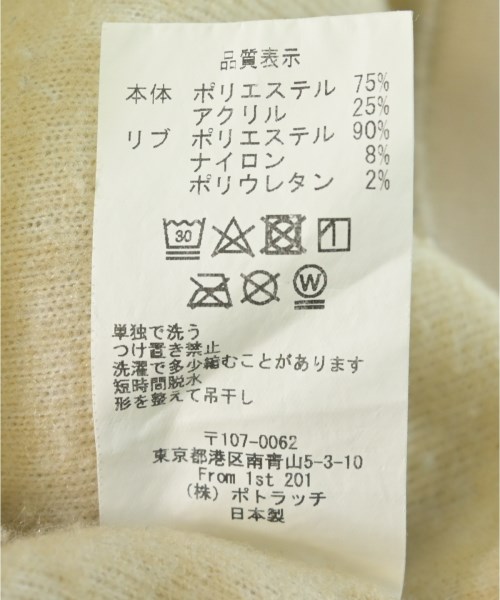 品質表示
本体 ポリエステル 75%
アクリル 25%
リブ ポリエステル 90%
ナイロン 8%
ポリウレタン 2%
30
W
単独で洗う
つけ置き禁止
洗濯で多少縮むことがあります
短時間脱水
形を整えて吊干し
〒107-0062
東京都港区南青山5-3-10
From 1st 201
(株) ポトラッチ
日本製